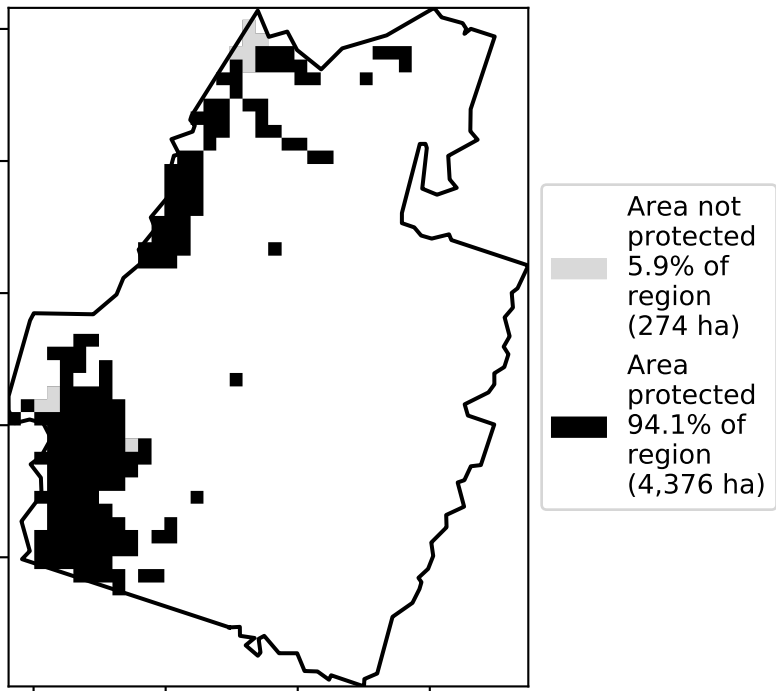 Area not
protected
5.9% of
region
(274 ha)
Area
protected
94.1% of
region
(4,376 ha)